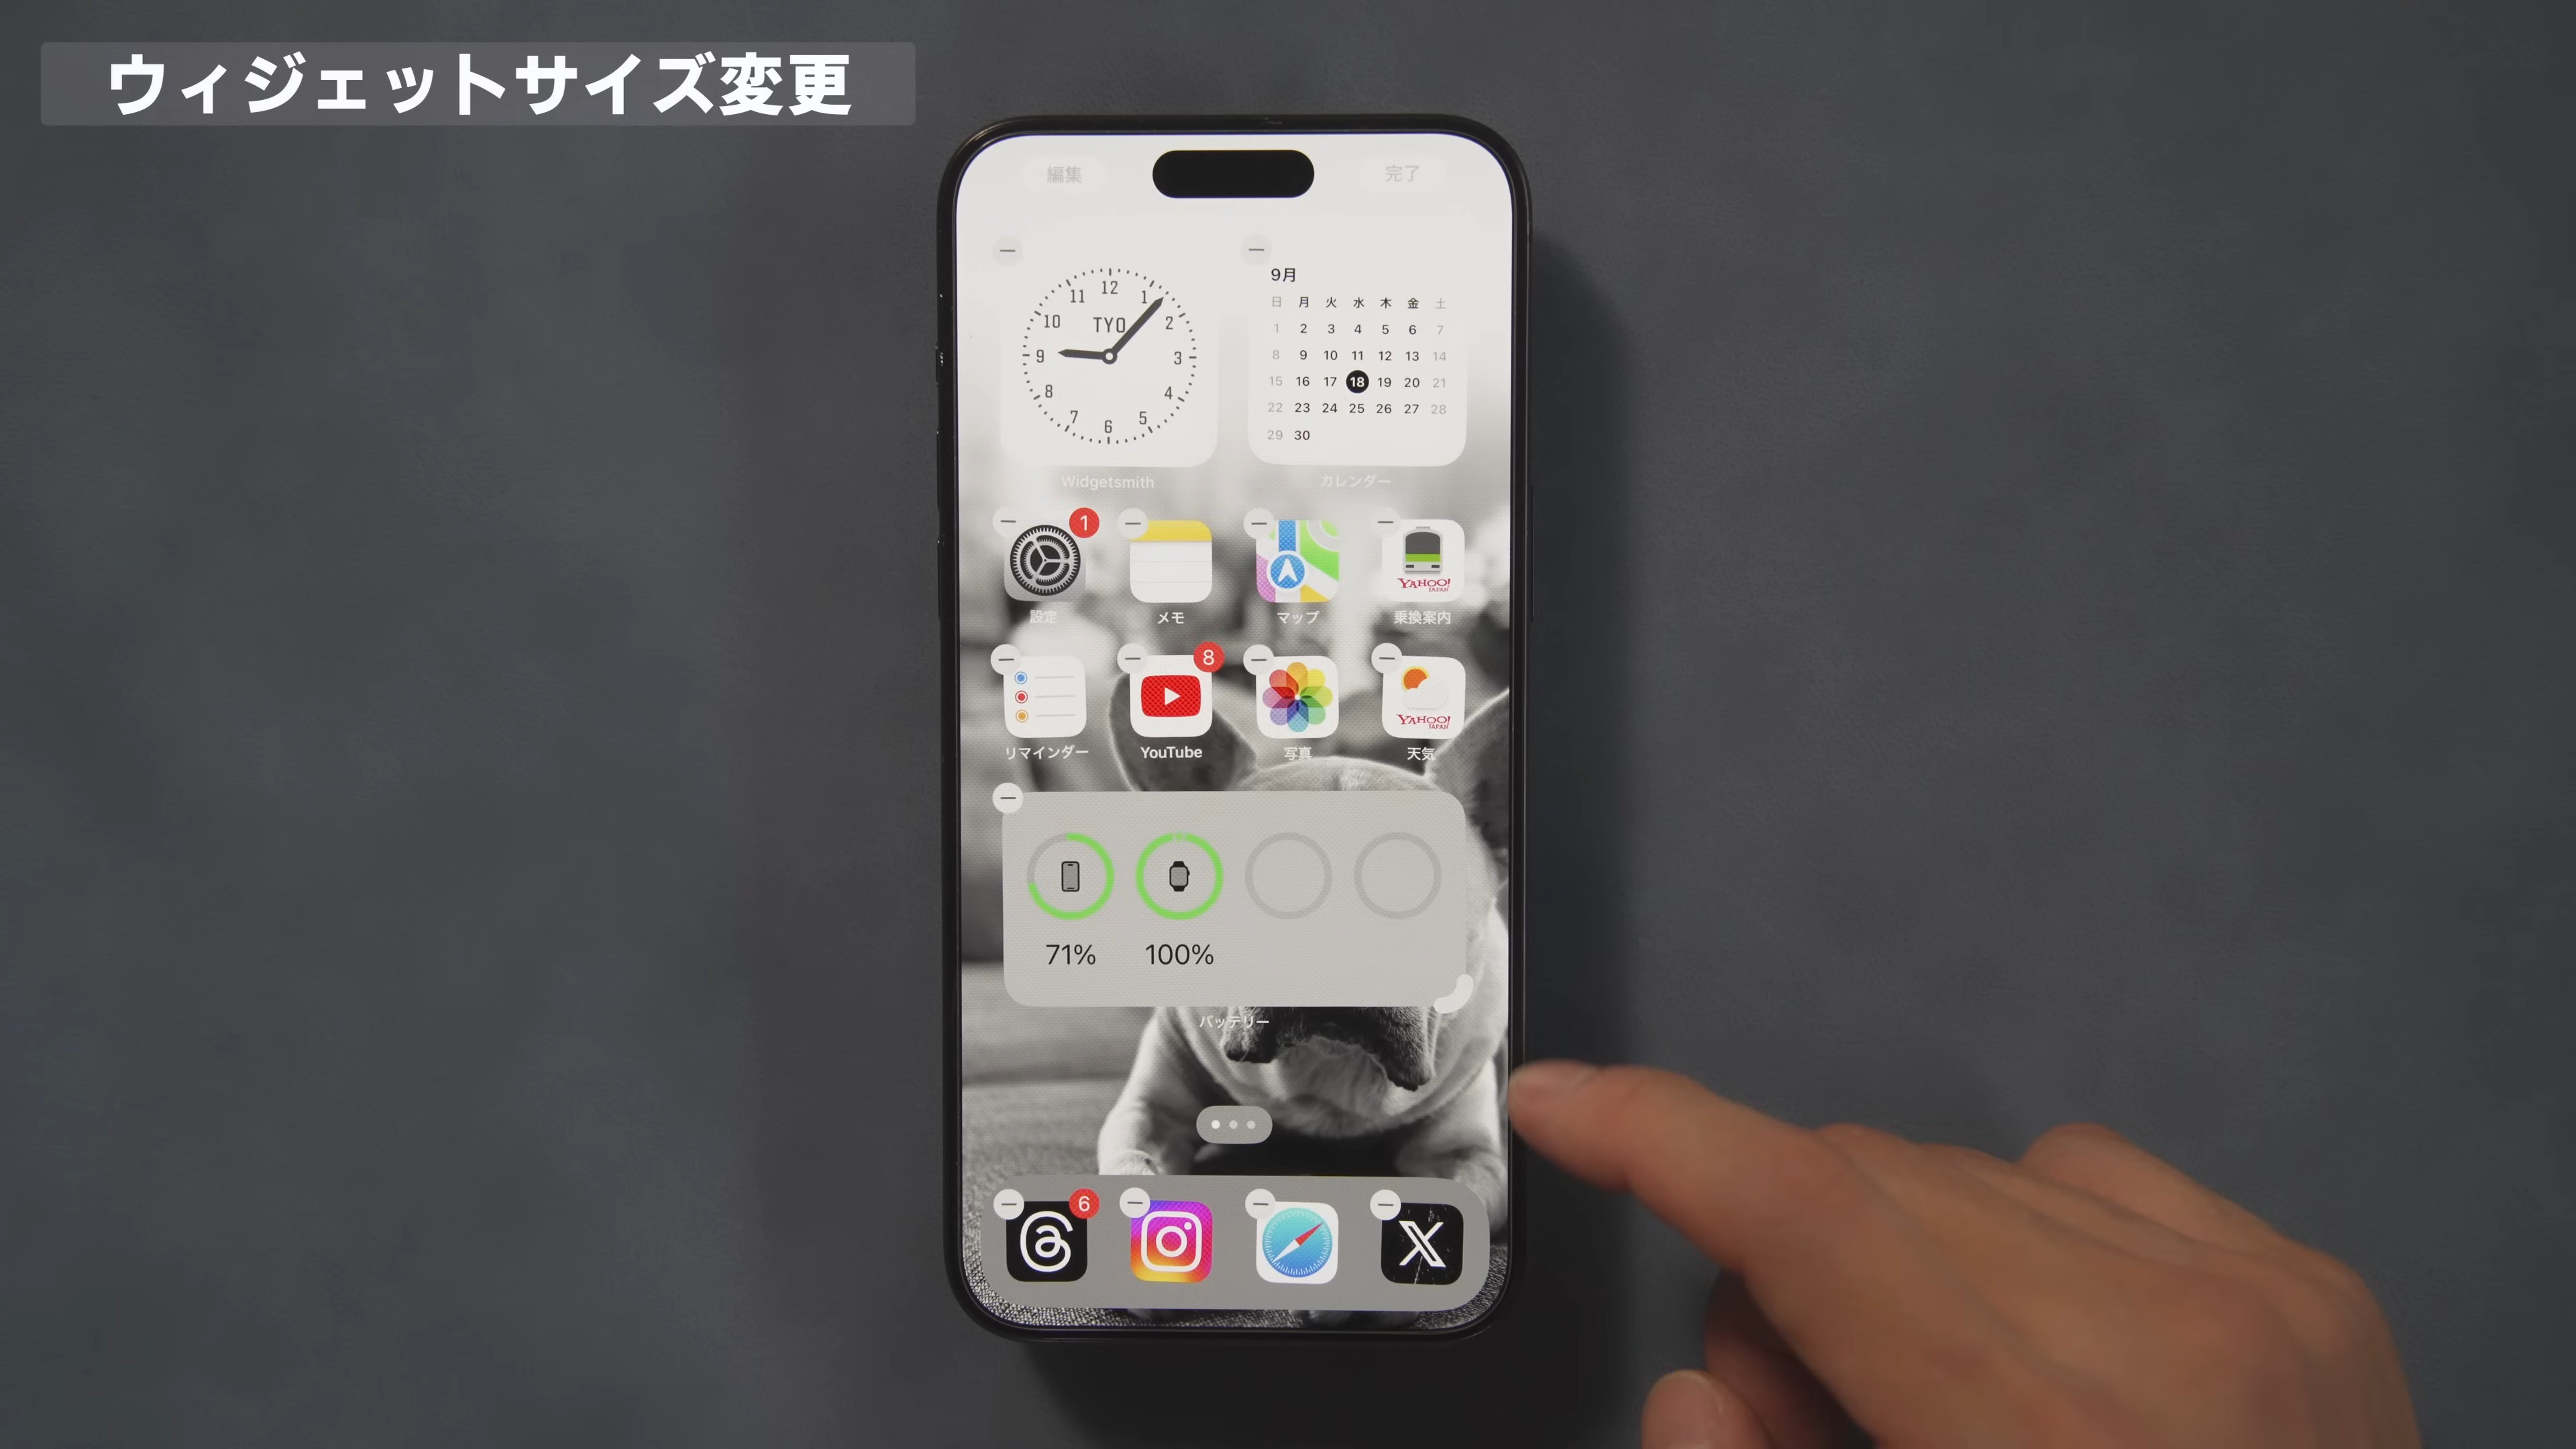 ウィジェットサイズ変更
編集
完了
12
1
2
3
4
5
6
7
8
9
10
11
TYO
Widgetsmith
9月
日 月 火 水 木 金 土
1 2 3 4 5 6 7
8 9 10 11 12 13 14
15 16 17 18 19 20 21
22 23 24 25 26 27 28
29 30
カレンダー
1
YAHOO!
JAPAN
設定 メモ マップ 乗換案内
8
YAHOO!
JAPAN
リマインダー YouTube 写真 天気
71% 100%
バッテリー
6